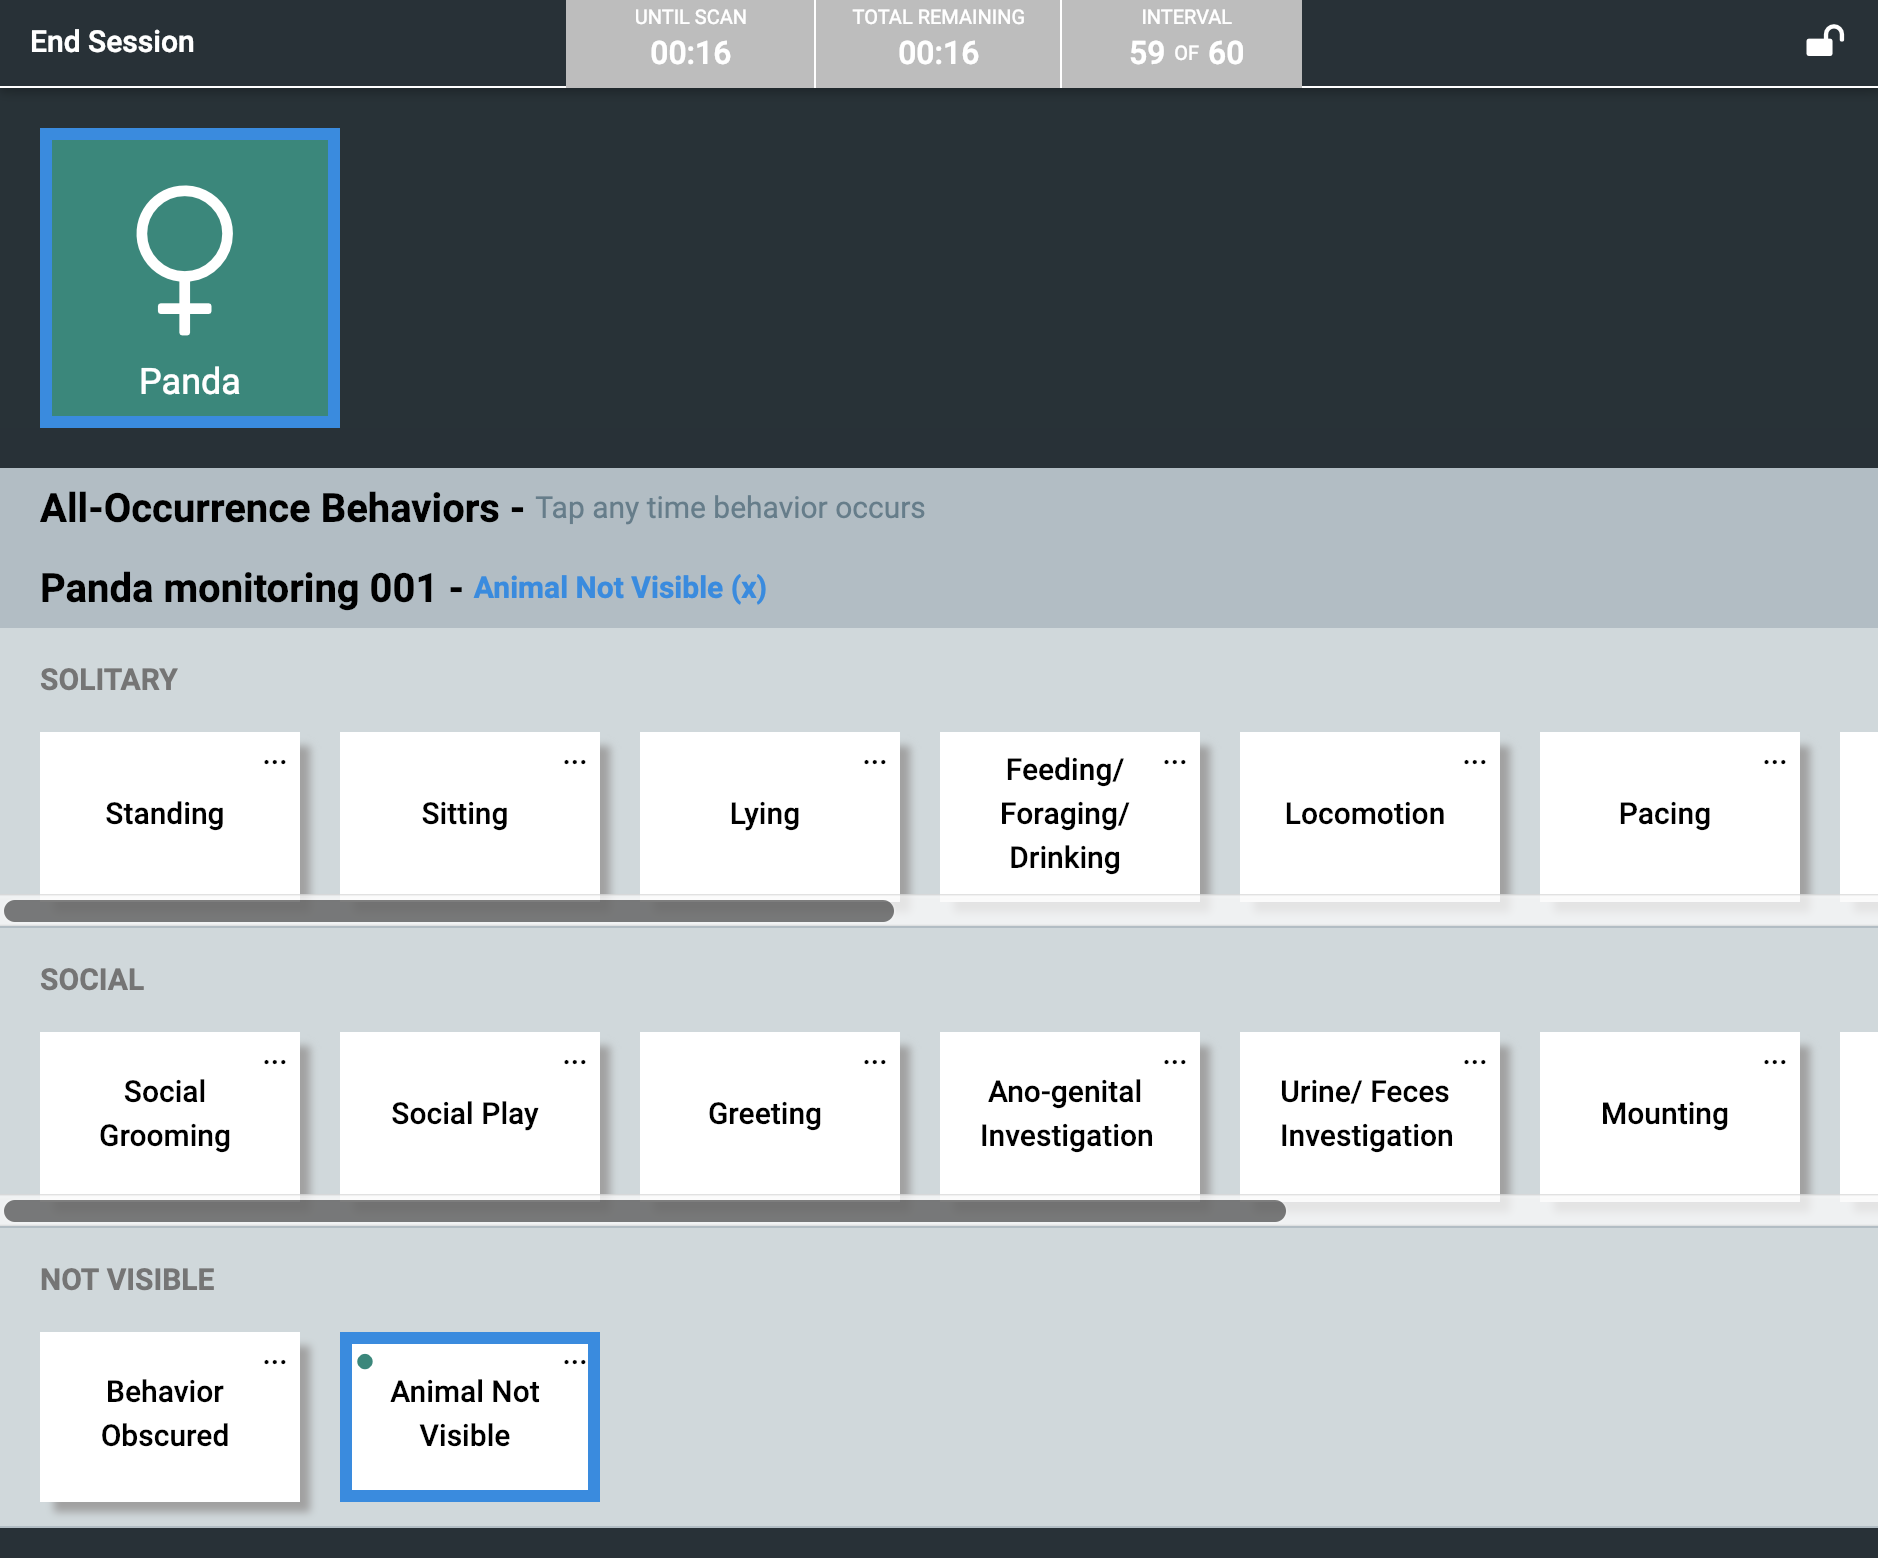 End Session
UNTIL SCAN
00:16
TOTAL REMAINING
00:16
INTERVAL
59 OF 60
Panda
All-Occurrence Behaviors - Tap any time behavior occurs
Panda monitoring 001 - Animal Not Visible (x)
SOLITARY
...
Standing
...
Sitting
...
Lying
...
Feeding/
Foraging/
Drinking
...
Locomotion
...
Pacing
SOCIAL
...
Social
Grooming
...
Social Play
...
Greeting
...
Ano-genital
Investigation
...
Urine/ Feces
Investigation
...
Mounting
NOT VISIBLE
...
Behavior
Obscured
...
Animal Not
Visible